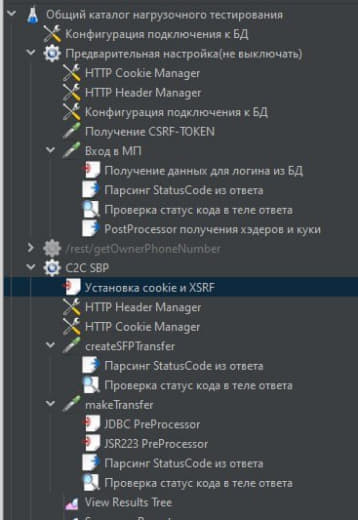 Общий каталог нагрузочного тестирования
Конфигурация подключения к БД
Предварительная настройка(не выключать)
HTTP Cookie Manager
HTTP Header Manager
Конфигурация подключения к БД
Получение CSRF-TOKEN
Вход в МП
Получение данных для логина из БД
Парсинг StatusCode из ответа
Проверка статус кода в теле ответа
PostProcessor получения хэдеров и куки
/rest/getOwnerPhoneNumber
C2C SBP
Установка cookie и XSRF
HTTP Header Manager
HTTP Cookie Manager
createSFPTransfer
Парсинг StatusCode из ответа
Проверка статус кода в теле ответа
makeTransfer
JDBC PreProcessor
JSR223 PreProcessor
Парсинг StatusCode из ответа
Проверка статус кода в теле ответа
View Results Tree